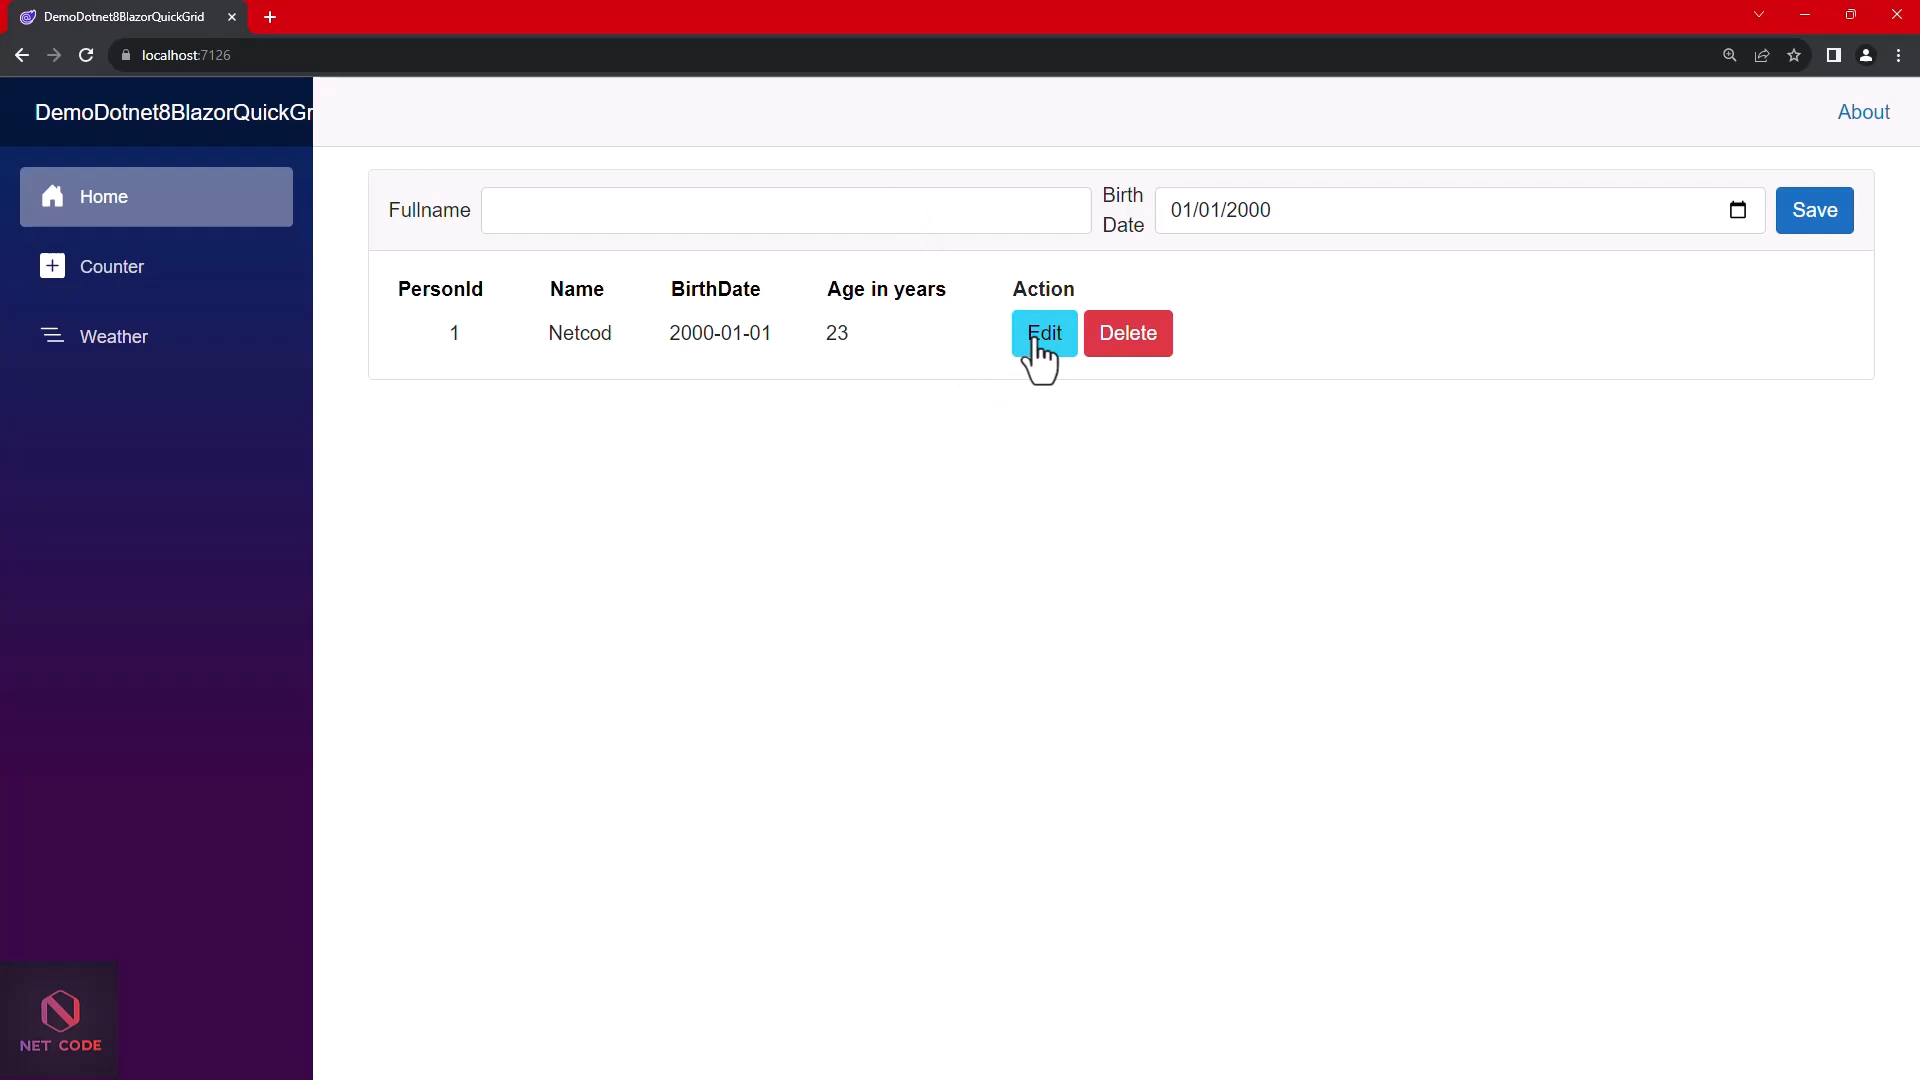 DemoDotnet8BlazorQuickGrid
localhost:7126
DemoDotnet8BlazorQuickGr
About
Home
Counter
Weather
Fullname
Birth
Date
01/01/2000
Save
PersonId Name BirthDate Age in years Action
1 Netcod 2000-01-01 23 Edit Delete
NET CODE